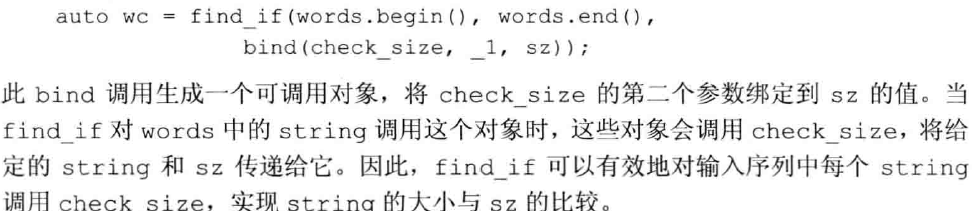 auto wc = find_if(words.begin(), words.end(),
bind(check_size, _1, sz));
此 bind 调用生成一个可调用对象，将 check_size 的第二个参数绑定到 sz 的值。当
find_if 对 words 中的 string 调用这个对象时，这些对象会调用 check_size，将给
定的 string 和 sz 传递给它。因此，find_if 可以有效地对输入序列中每个 string
调用 check_size，实现 string 的大小与 sz 的比较。